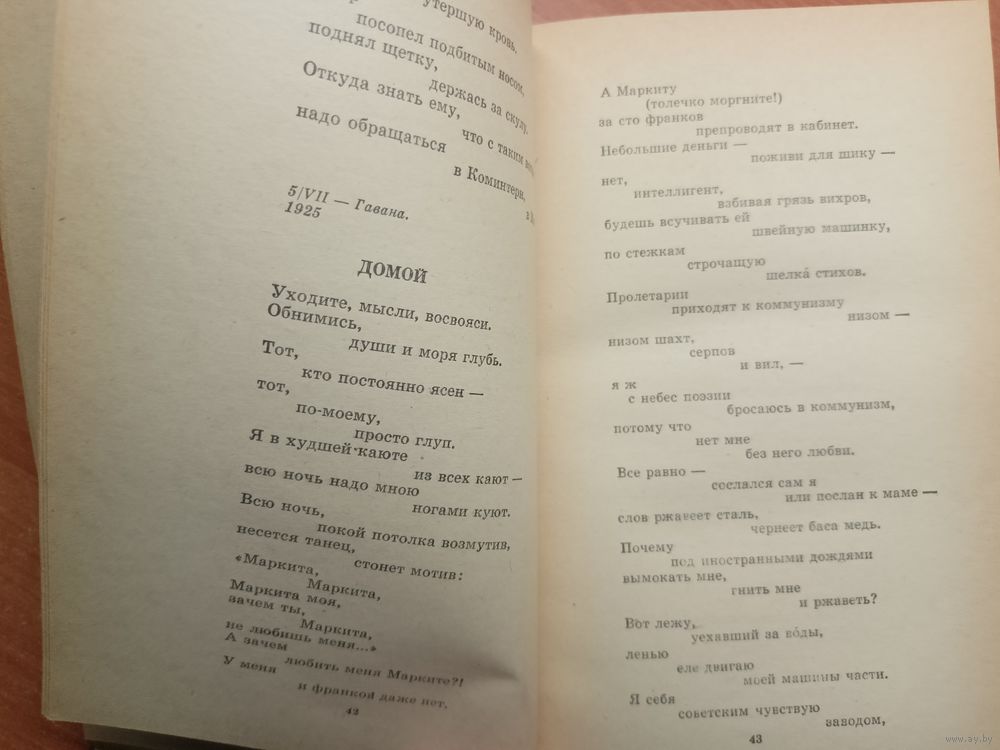 утершую кровь.
посопел подбитым носом,
поднял щетку,
держась за скулу.
Откуда знать ему,
что с таким
надо обращаться
в Коминтерн,
в
5/VII — Гавана.
1925
ДОМОЙ
Уходите, мысли, восвояси.
Обнимись,
души и моря глубь.
Тот,
кто постоянно ясен —
тот,
по-моему,
просто глуп.
Я в худшей каюте
из всех кают —
всю ночь надо мною
ногами куют.
Всю ночь,
покой потолка возмутив,
несется танец,
стонет мотив:
«Маркита,
Маркита,
Маркита моя,
зачем ты,
Маркита,
не любишь меня...»
А зачем
любить меня Марките?!
У меня
и франков даже нет.
42
А Маркиту
(толечко моргните!)
за сто франков
препроводят в кабинет.
Небольшие деньги —
поживи для шику —
нет,
интеллигент,
взбивая грязь вихров,
будешь всучивать ей
швейную машинку,
по стежкам
строчащую
шелка́ стихов.
Пролетарии
приходят к коммунизму
низом —
низом шахт,
серпов
и вил, —
я ж
с небес поэзии
бросаюсь в коммунизм,
потому что
нет мне
без него любви.
Все равно —
сослался сам я
или послан к маме —
слов ржавеет сталь,
чернеет баса медь.
Почему
под иностранными дождями
вымокать мне,
гнить мне
и ржаветь?
Вот лежу,
уехавший за во́ды,
ленью
еле двигаю
моей машины части.
Я себя
советским чувствую
заводом,
43
www.ay.by